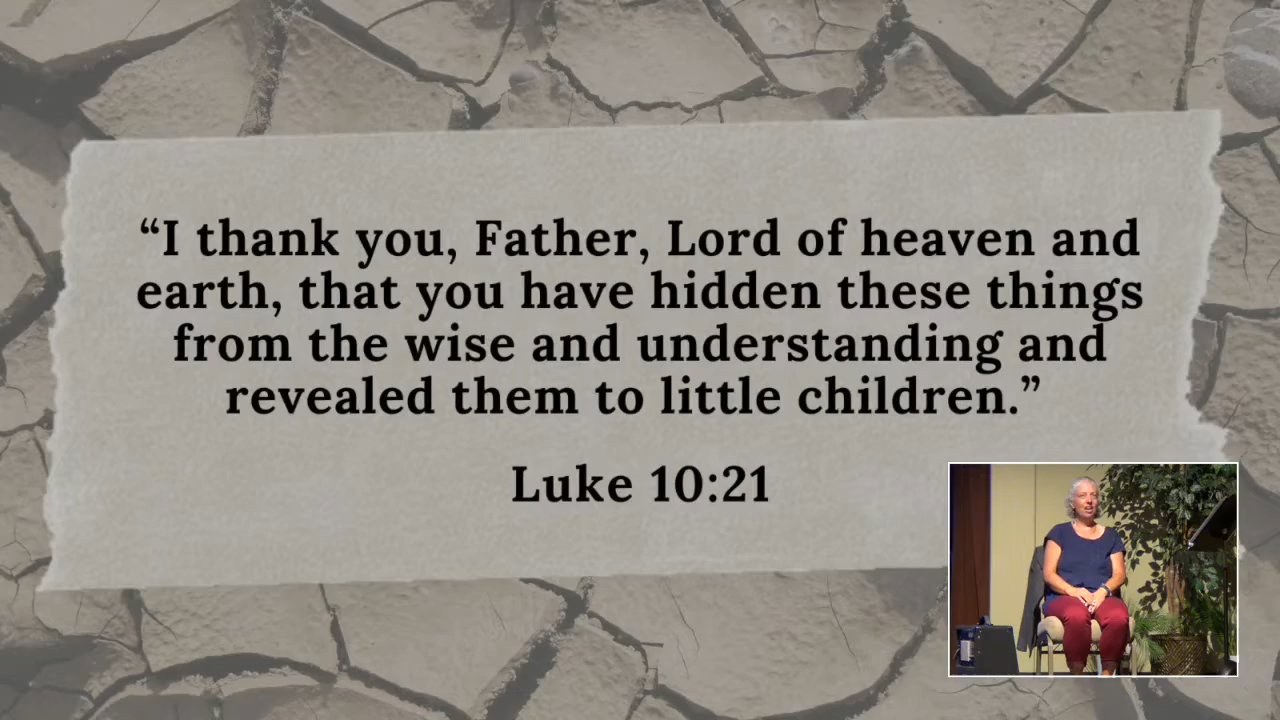 “I thank you, Father, Lord of heaven and
earth, that you have hidden these things
from the wise and understanding and
revealed them to little children.”
Luke 10:21